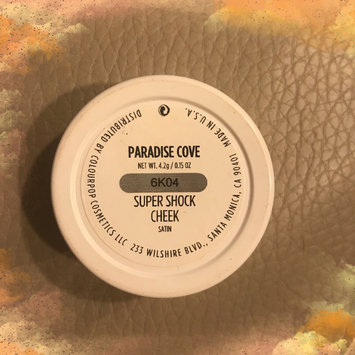 PARADISE COVE
NET WT. 4.2g / 0.15 OZ
6K04
SUPER SHOCK
CHEEK
SATIN
DISTRIBUTED BY COLOURPOP COSMETICS LLC 233 WILSHIRE BLVD., SANTA MONICA, CA 90401 MADE IN U.S.A.